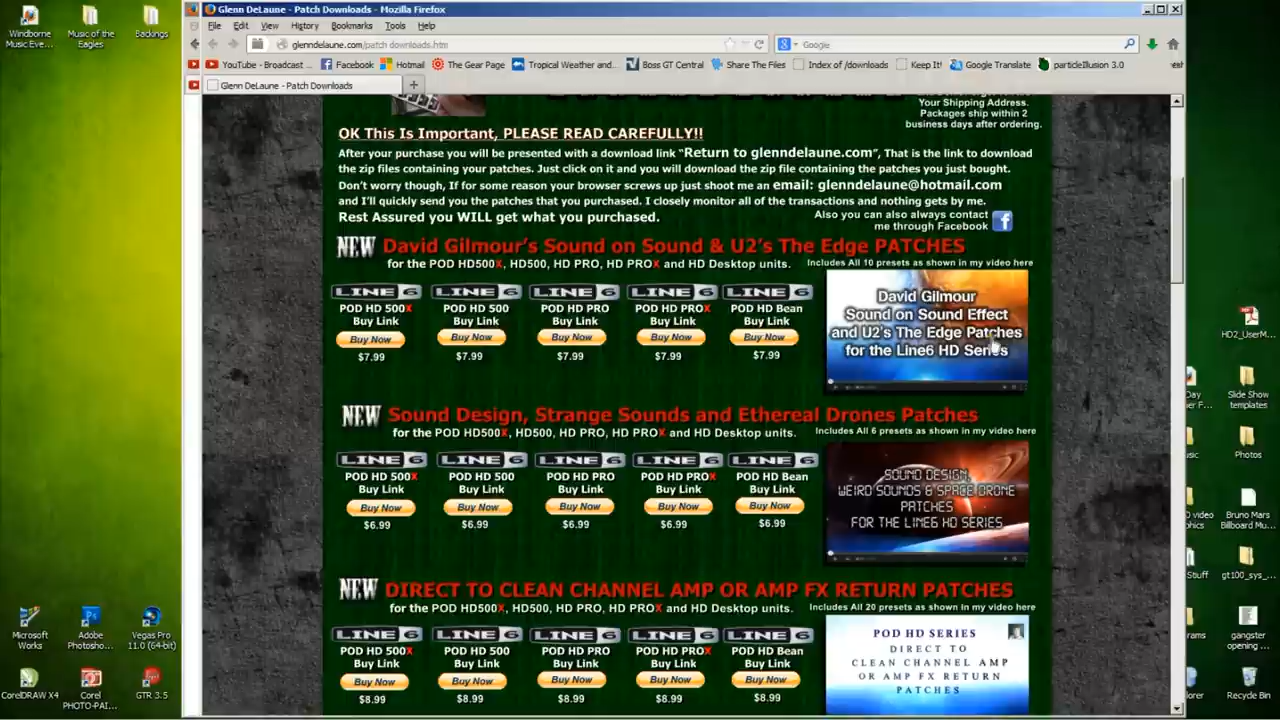 Glenn DeLaune - Patch Downloads - Mozilla Firefox
File Edit View History Bookmarks Tools Help
glenndelaune.com/patch downloads.htm
Google
YouTube - Broadcast ... Facebook Hotmail The Gear Page Tropical Weather and... Boss GT Central Share The Files Index of /downloads Keep It! Google Translate particleIllusion 3.0
Glenn DeLaune - Patch Downloads
Your Shipping Address.
Packages ship within 2
business days after ordering.
OK This Is Important, PLEASE READ CAREFULLY!!
After your purchase you will be presented with a download link “Return to glenndelaune.com”, That is the link to download
the zip files containing your patches. Just click on it and you will download the zip file containing the patches you just bought.
Don’t worry though, If for some reason your browser screws up just shoot me an email: glenndelaune@hotmail.com
and I’ll quickly send you the patches that you purchased. I closely monitor all of the transactions and nothing gets by me.
Rest Assured you WILL get what you purchased.
Also you can also always contact
me through Facebook
NEW David Gilmour’s Sound on Sound & U2’s The Edge PATCHES
for the POD HD500X, HD500, HD PRO, HD PROX and HD Desktop units.
Includes All 10 presets as shown in my video here
LINE 6 LINE 6 LINE 6 LINE 6 LINE 6
POD HD 500X POD HD 500 POD HD PRO POD HD PROX POD HD Bean
Buy Link Buy Link Buy Link Buy Link Buy Link
Buy Now Buy Now Buy Now Buy Now Buy Now
$7.99 $7.99 $7.99 $7.99 $7.99
David Gilmour
Sound on Sound Effect
and U2's The Edge Patches
for the Line6 HD Series
NEW Sound Design, Strange Sounds and Ethereal Drones Patches
for the POD HD500X, HD500, HD PRO, HD PROX and HD Desktop units.
Includes All 6 presets as shown in my video here
LINE 6 LINE 6 LINE 6 LINE 6 LINE 6
POD HD 500X POD HD 500 POD HD PRO POD HD PROX POD HD Bean
Buy Link Buy Link Buy Link Buy Link Buy Link
Buy Now Buy Now Buy Now Buy Now Buy Now
$6.99 $6.99 $6.99 $6.99 $6.99
SOUND DESIGN,
WEIRD SOUNDS & SPACE DRONE
PATCHES
FOR THE LINE6 HD SERIES
NEW DIRECT TO CLEAN CHANNEL AMP OR AMP FX RETURN PATCHES
for the POD HD500X, HD500, HD PRO, HD PROX and HD Desktop units.
Includes All 20 presets as shown in my video here
LINE 6 LINE 6 LINE 6 LINE 6 LINE 6
POD HD 500X POD HD 500 POD HD PRO POD HD PROX POD HD Bean
Buy Link Buy Link Buy Link Buy Link Buy Link
Buy Now Buy Now Buy Now Buy Now Buy Now
$8.99 $8.99 $8.99 $8.99 $8.99
POD HD SERIES
DIRECT TO
CLEAN CHANNEL AMP
OR AMP FX RETURN
PATCHES
Windborne
Music Eve...
Music of the
Eagles
Backings
Microsoft
Works
Adobe
Photosho...
Vegas Pro
11.0 (64-bit)
CorelDRAW X4
Corel
PHOTO-PAI...
GTR 3.5
HD2_UserM...
Slide Show
templates
Photos
Bruno Mars
Billboard Mu...
gt100_sys_...
gangster
opening ...
Recycle Bin